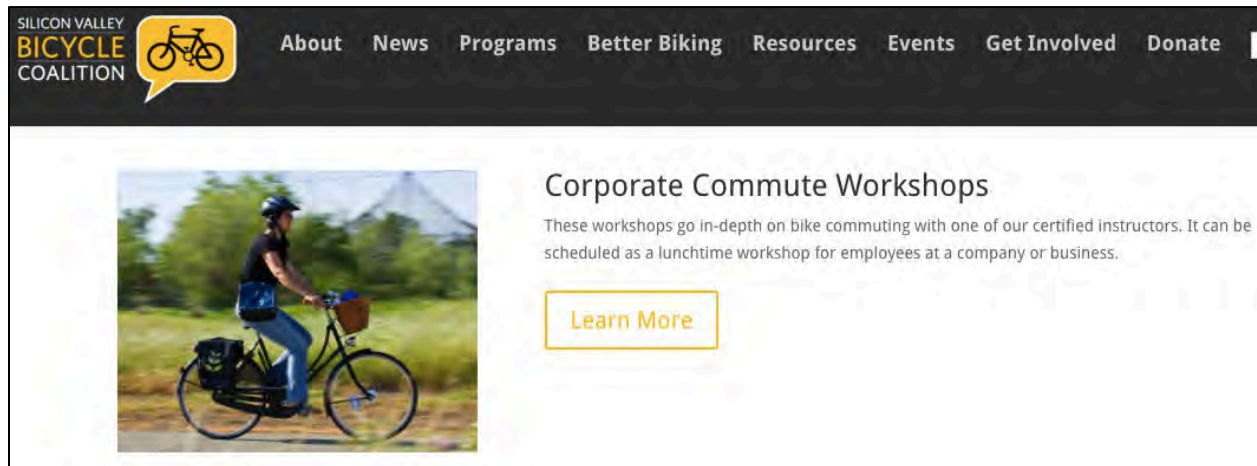 SILICON VALLEY
BICYCLE
COALITION
About News Programs Better Biking Resources Events Get Involved Donate
Corporate Commute Workshops
These workshops go in-depth on bike commuting with one of our certified instructors. It can be
scheduled as a lunchtime workshop for employees at a company or business.
Learn More